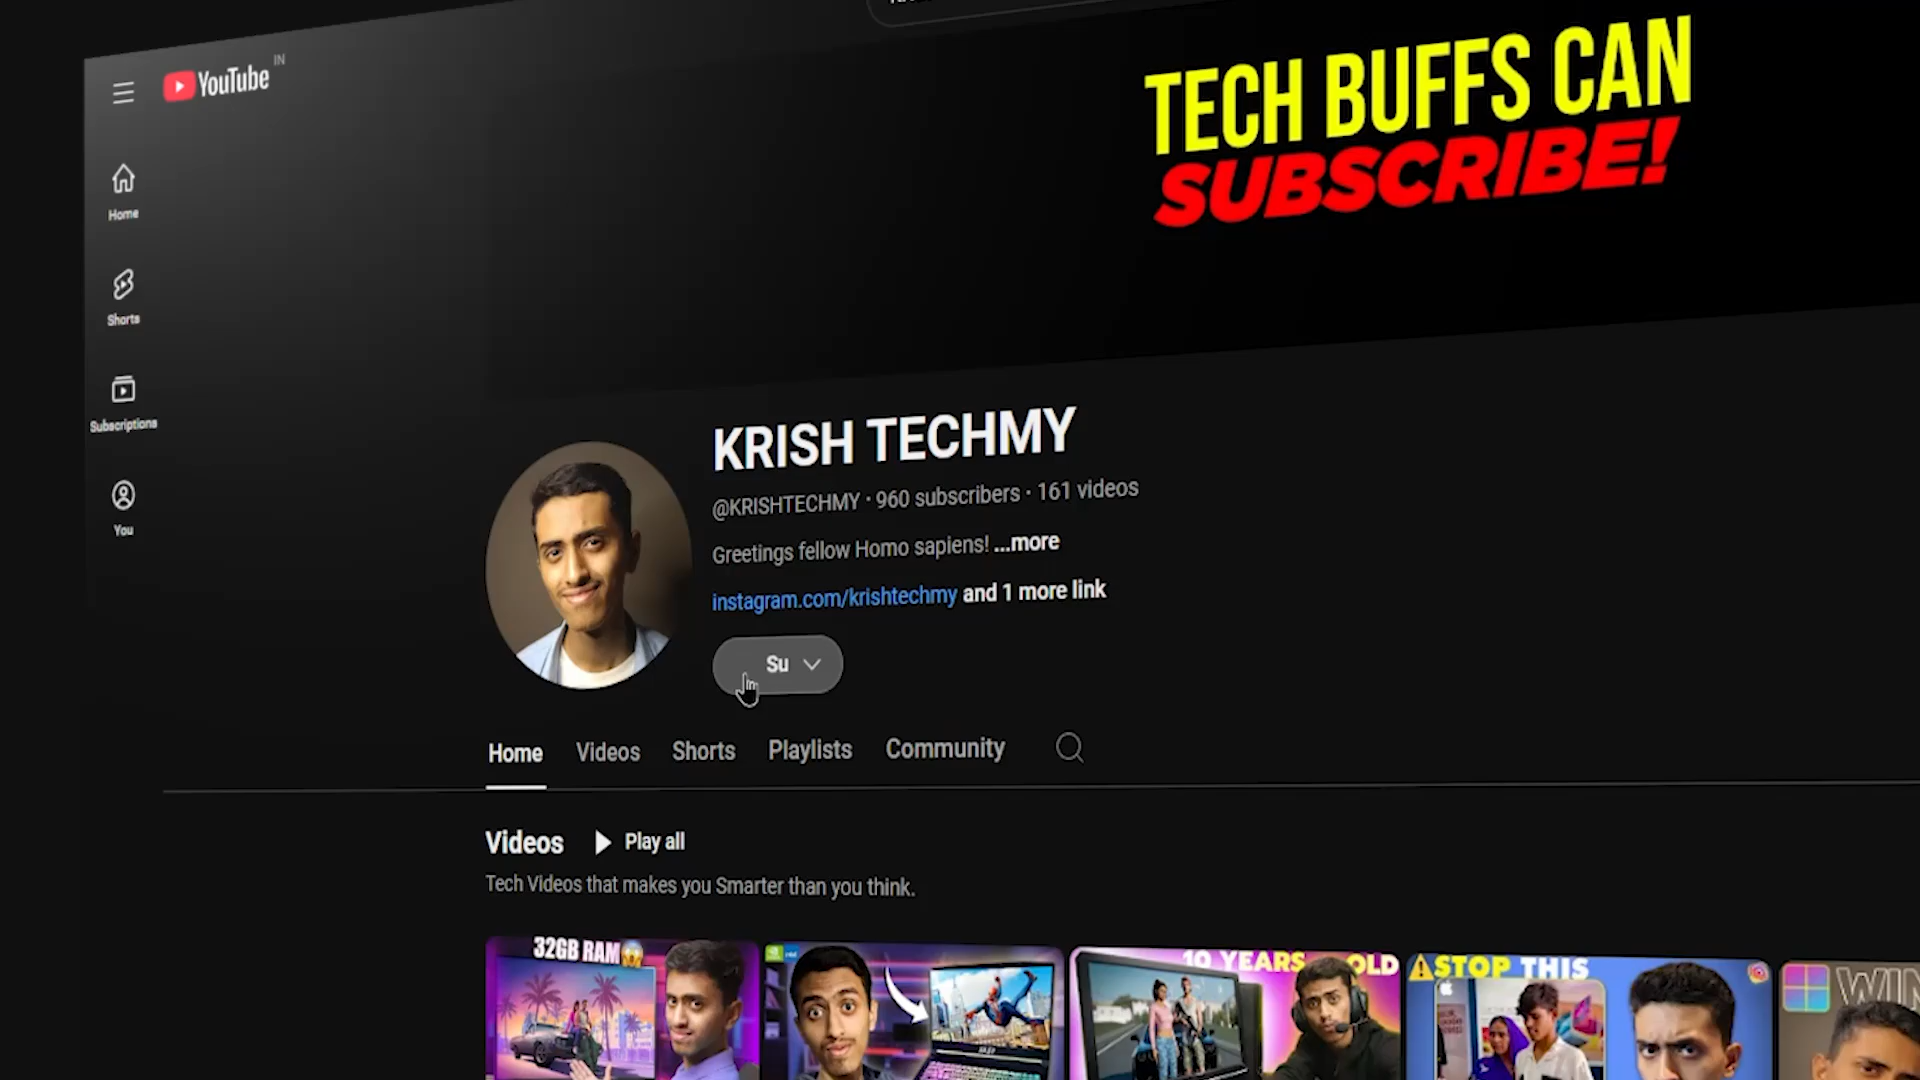 YouTube IN
TECH BUFFS CAN
SUBSCRIBE!
Home
Shorts
Subscriptions
You
KRISH TECHMY
@KRISHTECHMY · 960 subscribers · 161 videos
Greetings fellow Homo sapiens! ...more
instagram.com/krishtechmy and 1 more link
Su
Home Videos Shorts Playlists Community
Videos Play all
Tech Videos that makes you Smarter than you think.
32GB RAM
10 YEARS OLD
STOP THIS
WIN